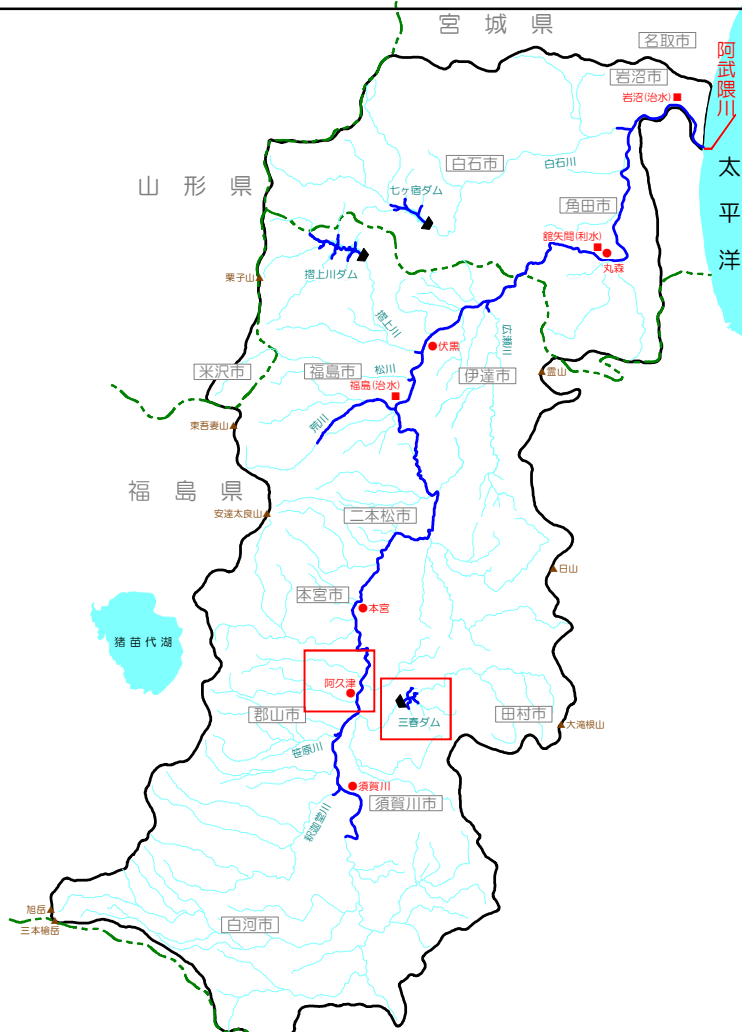 宮城県
名取市
阿武隈川
岩沼市
岩沼(治水)
太平洋
白石市
白石川
山形県
七ヶ宿ダム
角田市
舘矢間(利水)
丸森
摺上川ダム
栗子山
摺上川
広瀬川
伏黒
米沢市
福島市
松川
伊達市
霊山
福島(治水)
荒川
東吾妻山
福島県
安達太良山
二本松市
日山
本宮市
本宮
猪苗代湖
阿久津
郡山市
三春ダム
田村市
大滝根山
笹原川
須賀川
須賀川市
釈迦堂川
旭岳
三本槍岳
白河市